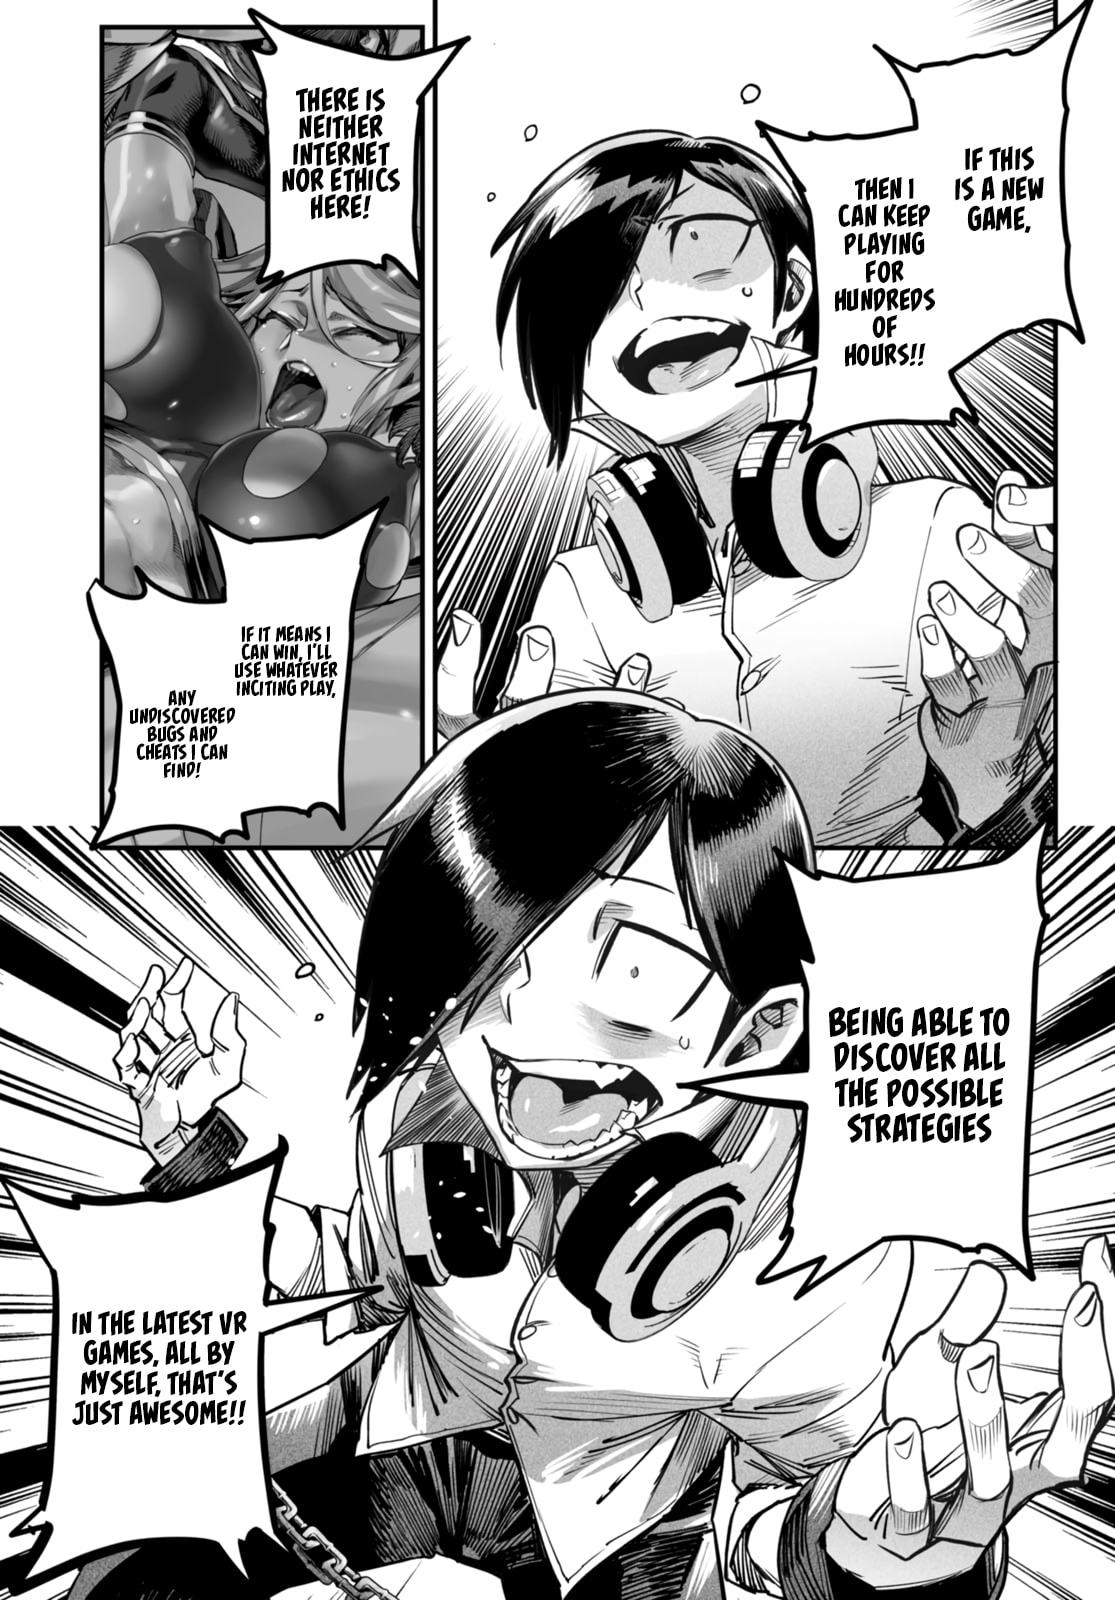 IF THIS
IS A NEW
GAME,
THEN I
CAN KEEP
PLAYING
FOR
HUNDREDS
OF
HOURS!!
THERE IS
NEITHER
INTERNET
NOR ETHICS
HERE!
IF IT MEANS I
CAN WIN, I'LL
USE WHATEVER
INCITING PLAY,
ANY
UNDISCOVERED
BUGS AND
CHEATS I CAN
FIND!
BEING ABLE TO
DISCOVER ALL
THE POSSIBLE
STRATEGIES
IN THE LATEST VR
GAMES, ALL BY
MYSELF, THAT'S
JUST AWESOME!!